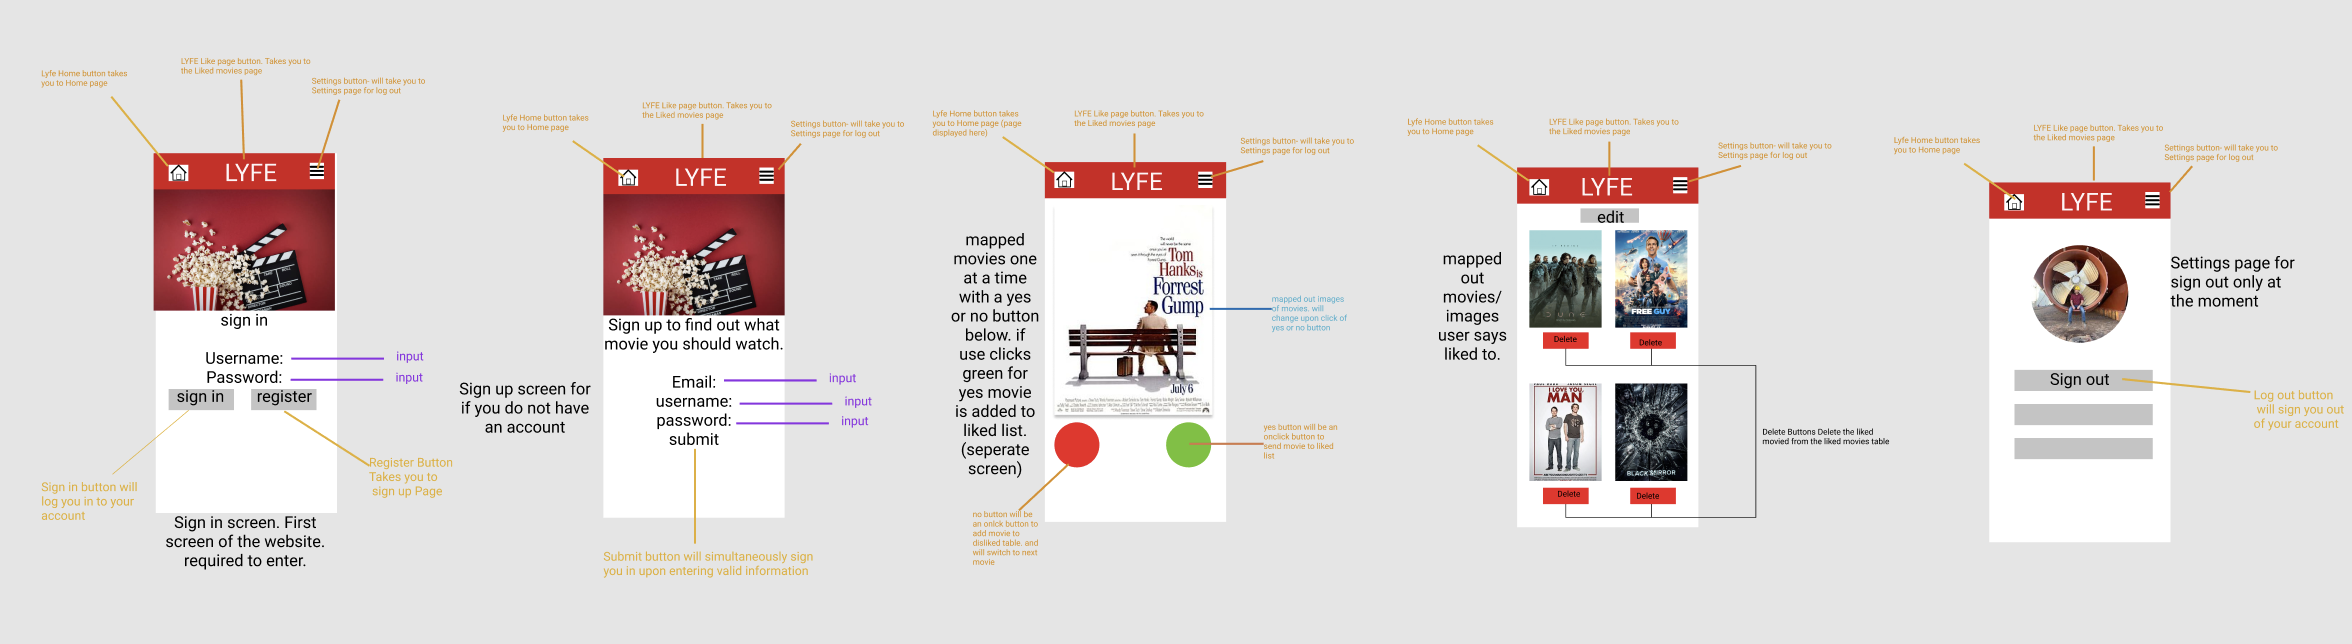 Lyfe Home button takes
you to Home page
LYFE Like page button. Takes you to
the Liked movies page
Settings button- will take you to
Settings page for log out
LYFE
sign in
Username:
input
Password:
input
sign in
register
Sign in button will
log you in to your
account
Register Button
Takes you to
sign up Page
Sign in screen. First
screen of the website.
required to enter.
Lyfe Home button takes
you to Home page
LYFE Like page button. Takes you to
the Liked movies page
Settings button- will take you to
Settings page for log out
LYFE
Sign up to find out what
movie you should watch.
Sign up screen for
if you do not have
an account
Email:
input
username:
input
password:
input
submit
Submit button will simultaneously sign
you in upon entering valid information
Lyfe Home button takes
you to Home page (page
displayed here)
LYFE Like page button. Takes you to
the Liked movies page
Settings button- will take you to
Settings page for log out
LYFE
mapped
movies one
at a time
with a yes
or no button
below. if
use clicks
green for
yes movie
is added to
liked list.
(seperate
screen)
Tom
Hanks is
Forrest
Gump
July 6
mapped out images
of movies. will
change upon click of
yes or no button
yes button will be an
onclick button to
send movie to liked
list
no button will be
an onlck button to
add movie to
disliked table. and
will switch to next
movie
Lyfe Home button takes
you to Home page
LYFE Like page button. Takes you to
the Liked movies page
Settings button- will take you to
Settings page for log out
LYFE
edit
mapped
out
movies/
images
user says
liked to.
DUNE
FREE GUY
Delete
Delete
I LOVE YOU,
MAN
BLACK MIRROR
Delete
Delete
Delete Buttons Delete the liked
movied from the liked movies table
Lyfe Home button takes
you to Home page
LYFE Like page button. Takes you to
the Liked movies page
Settings button- will take you to
Settings page for log out
LYFE
Settings page for
sign out only at
the moment
Sign out
Log out button
will sign you out
of your account